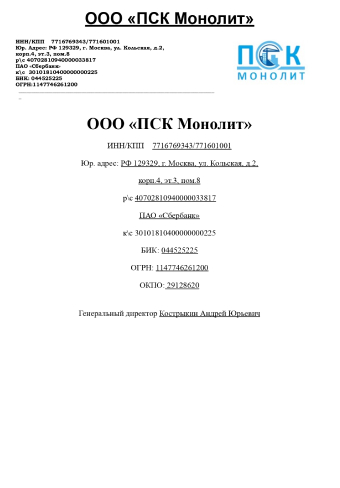 ООО «ПСК Монолит»
ИНН/КПП 7716769343/771601001
Юр. Адрес: РФ 129329, г. Москва, ул. Кольская, д.2,
корп.4, эт.3, пом.8
р\с 40702810940000033817
ПАО «Сбербанк»
к\с 30101810400000000225
БИК: 044525225
ОГРН:1147746261200
ПСК
МОНОЛИТ
ООО «ПСК Монолит»
ИНН/КПП 7716769343/771601001
Юр. адрес: РФ 129329, г. Москва, ул. Кольская, д.2,
корп.4, эт.3, пом.8
р\с 40702810940000033817
ПАО «Сбербанк»
к\с 30101810400000000225
БИК: 044525225
ОГРН: 1147746261200
ОКПО: 29128620
Генеральный директор Кострыкин Андрей Юрьевич